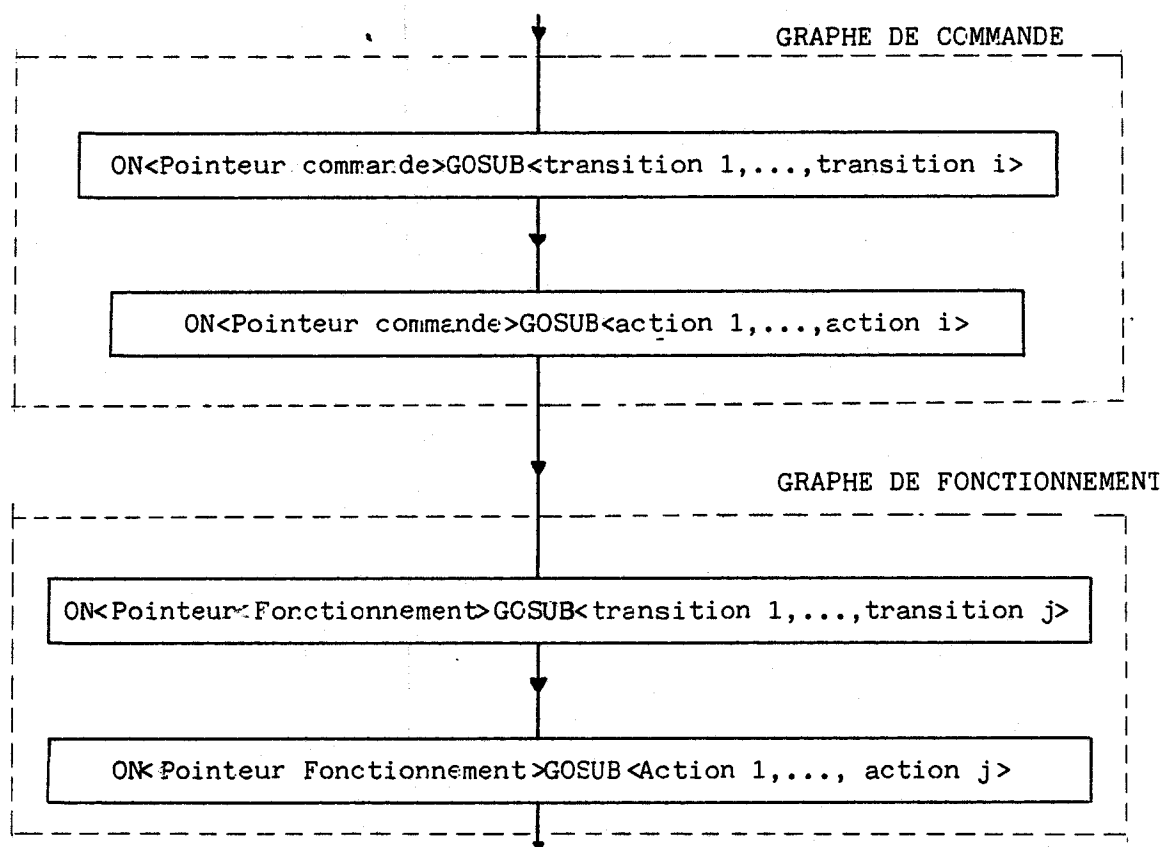 GRAPHE DE COMMANDE
ON<Pointeur commande>GOSUB<transition 1,...,transition i>
ON<Pointeur commande>GOSUB<action 1,...,action i>
GRAPHE DE FONCTIONNEMENT
ON<Pointeur Fonctionnement>GOSUB<transition 1,...,transition j>
ON<Pointeur Fonctionnement>GOSUB<Action 1,..., action j>